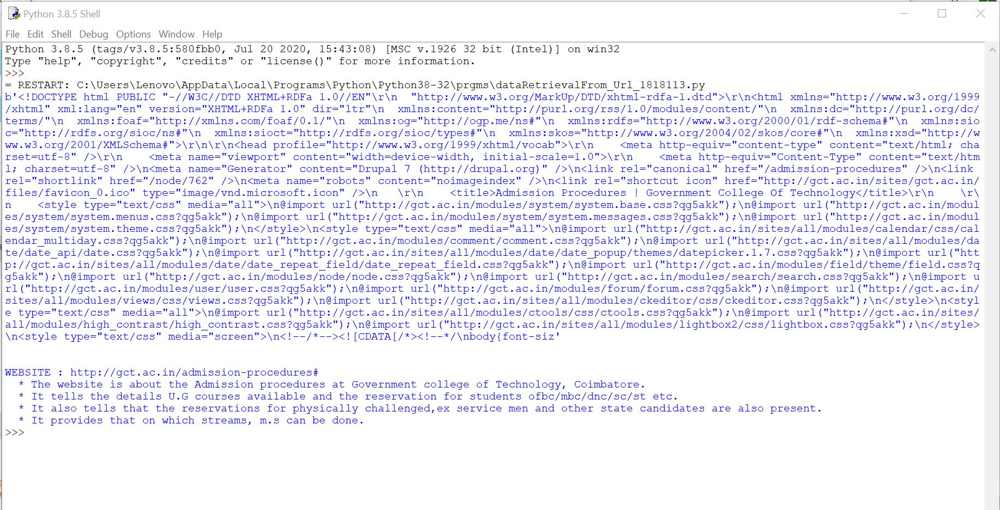 Python 3.8.5 Shell
File Edit Shell Debug Options Window Help
Python 3.8.5 (tags/v3.8.5:580fbb0, Jul 20 2020, 15:43:08) [MSC v.1926 32 bit (Intel)] on win32
Type "help", "copyright", "credits" or "license()" for more information.
>>>
= RESTART: C:\Users\Lenovo\AppData\Local\Programs\Python\Python38-32\prgms\dataRetrievalFrom_Url_1818113.py
b'<!DOCTYPE html PUBLIC "-//W3C//DTD XHTML+RDFa 1.0//EN"\r\n  "http://www.w3.org/MarkUp/DTD/xhtml-rdfa-1.dtd">\r\n<html xmlns="http://www.w3.org/1999
/xhtml" xml:lang="en" version="XHTML+RDFa 1.0" dir="ltr"\n  xmlns:content="http://purl.org/rss/1.0/modules/content/"\n  xmlns:dc="http://purl.org/dc/
terms/"\n  xmlns:foaf="http://xmlns.com/foaf/0.1/"\n  xmlns:og="http://ogp.me/ns#"\n  xmlns:rdfs="http://www.w3.org/2000/01/rdf-schema#"\n  xmlns:sio
c="http://rdfs.org/sioc/ns#"\n  xmlns:sioct="http://rdfs.org/sioc/types#"\n  xmlns:skos="http://www.w3.org/2004/02/skos/core#"\n  xmlns:xsd="http://w
ww.w3.org/2001/XMLSchema#">\r\n\r\n<head profile="http://www.w3.org/1999/xhtml/vocab">\r\n    <meta http-equiv="content-type" content="text/html; cha
rset=utf-8" />\r\n    <meta name="viewport" content="width=device-width, initial-scale=1.0">\r\n    <meta http-equiv="Content-Type" content="text/htm
l; charset=utf-8" />\n<meta name="Generator" content="Drupal 7 (http://drupal.org)" />\n<link rel="canonical" href="/admission-procedures" />\n<link
rel="shortlink" href="/node/762" />\n<meta name="robots" content="noimageindex" />\n<link rel="shortcut icon" href="http://gct.ac.in/sites/gct.ac.in/
files/favicon_0.ico" type="image/vnd.microsoft.icon" />\n   \r\n    <title>Admission Procedures | Government College Of Technology</title>\r\n    \r\
n    <style type="text/css" media="all">\n@import url("http://gct.ac.in/modules/system/system.base.css?qg5akk");\n@import url("http://gct.ac.in/modul
es/system/system.menus.css?qg5akk");\n@import url("http://gct.ac.in/modules/system/system.messages.css?qg5akk");\n@import url("http://gct.ac.in/modul
es/system/system.theme.css?qg5akk");\n</style>\n<style type="text/css" media="all">\n@import url("http://gct.ac.in/sites/all/modules/calendar/css/cal
endar_multiday.css?qg5akk");\n@import url("http://gct.ac.in/modules/comment/comment.css?qg5akk");\n@import url("http://gct.ac.in/sites/all/modules/da
te/date_api/date.css?qg5akk");\n@import url("http://gct.ac.in/sites/all/modules/date/date_popup/themes/datepicker.1.7.css?qg5akk");\n@import url("htt
p://gct.ac.in/sites/all/modules/date/date_repeat_field/date_repeat_field.css?qg5akk");\n@import url("http://gct.ac.in/modules/field/theme/field.css?q
g5akk");\n@import url("http://gct.ac.in/modules/node/node.css?qg5akk");\n@import url("http://gct.ac.in/modules/search/search.css?qg5akk");\n@import u
rl("http://gct.ac.in/modules/user/user.css?qg5akk");\n@import url("http://gct.ac.in/modules/forum/forum.css?qg5akk");\n@import url("http://gct.ac.in/
sites/all/modules/views/css/views.css?qg5akk");\n@import url("http://gct.ac.in/sites/all/modules/ckeditor/css/ckeditor.css?qg5akk");\n</style>\n<styl
e type="text/css" media="all">\n@import url("http://gct.ac.in/sites/all/modules/ctools/css/ctools.css?qg5akk");\n@import url("http://gct.ac.in/sites/
all/modules/high_contrast/high_contrast.css?qg5akk");\n@import url("http://gct.ac.in/sites/all/modules/lightbox2/css/lightbox.css?qg5akk");\n</style>
\n<style type="text/css" media="screen">\n<!--/*--><![CDATA[/*><!--*/\nbody{font-siz'
WEBSITE : http://gct.ac.in/admission-procedures#
  * The website is about the Admission procedures at Government college of Technology, Coimbatore.
  * It tells the details U.G courses available and the reservation for students ofbc/mbc/dnc/sc/st etc.
  * It also tells that the reservations for physically challenged,ex service men and other state candidates are also present.
  * It provides that on which streams, m.s can be done.
>>>